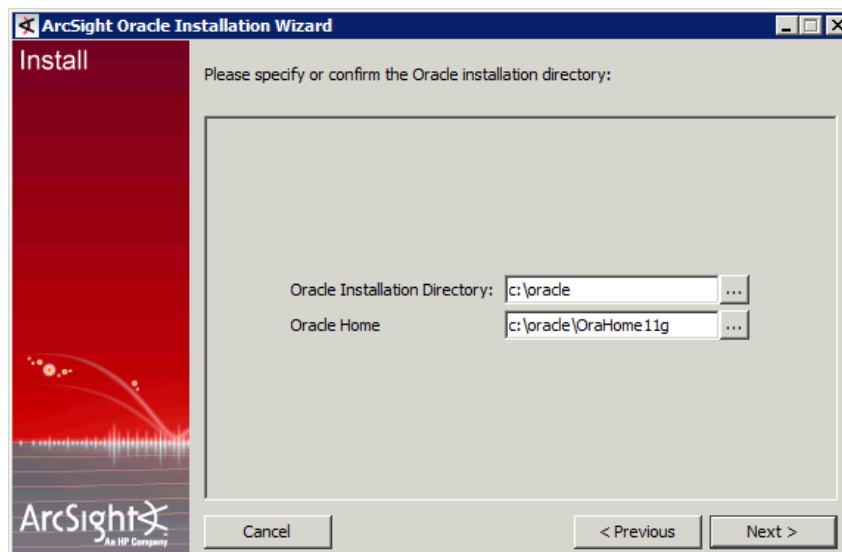 ArcSight Oracle Installation Wizard
Install
Please specify or confirm the Oracle installation directory:
Oracle Installation Directory: c:\oracle ...
Oracle Home c:\oracle\OraHome11g ...
ArcSight
An HP Company
Cancel < Previous Next >